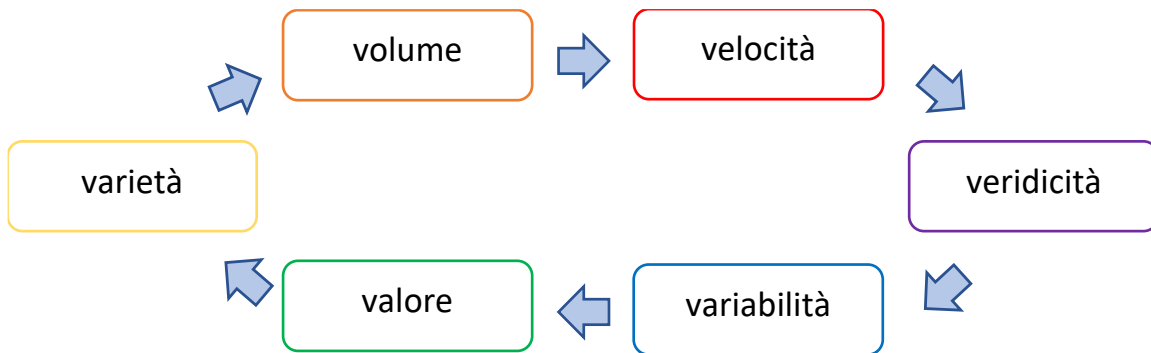 volume
velocità
varietà
veridicità
valore
variabilità